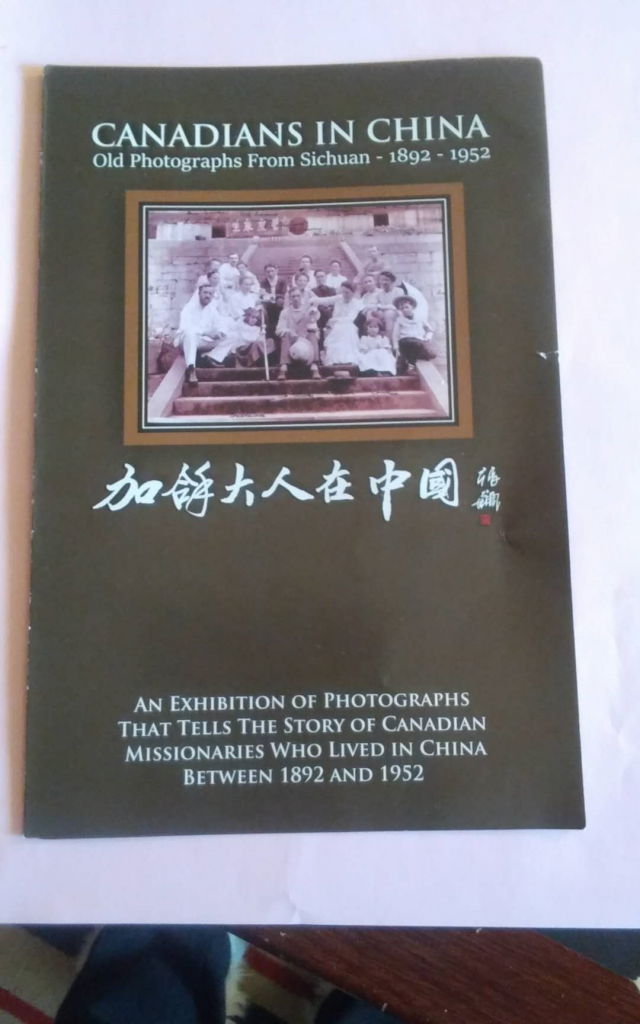 CANADIANS IN CHINA
Old Photographs From Sichuan - 1892 - 1952
加拿大人在中國
AN EXHIBITION OF PHOTOGRAPHS
THAT TELLS THE STORY OF CANADIAN
MISSIONARIES WHO LIVED IN CHINA
BETWEEN 1892 AND 1952